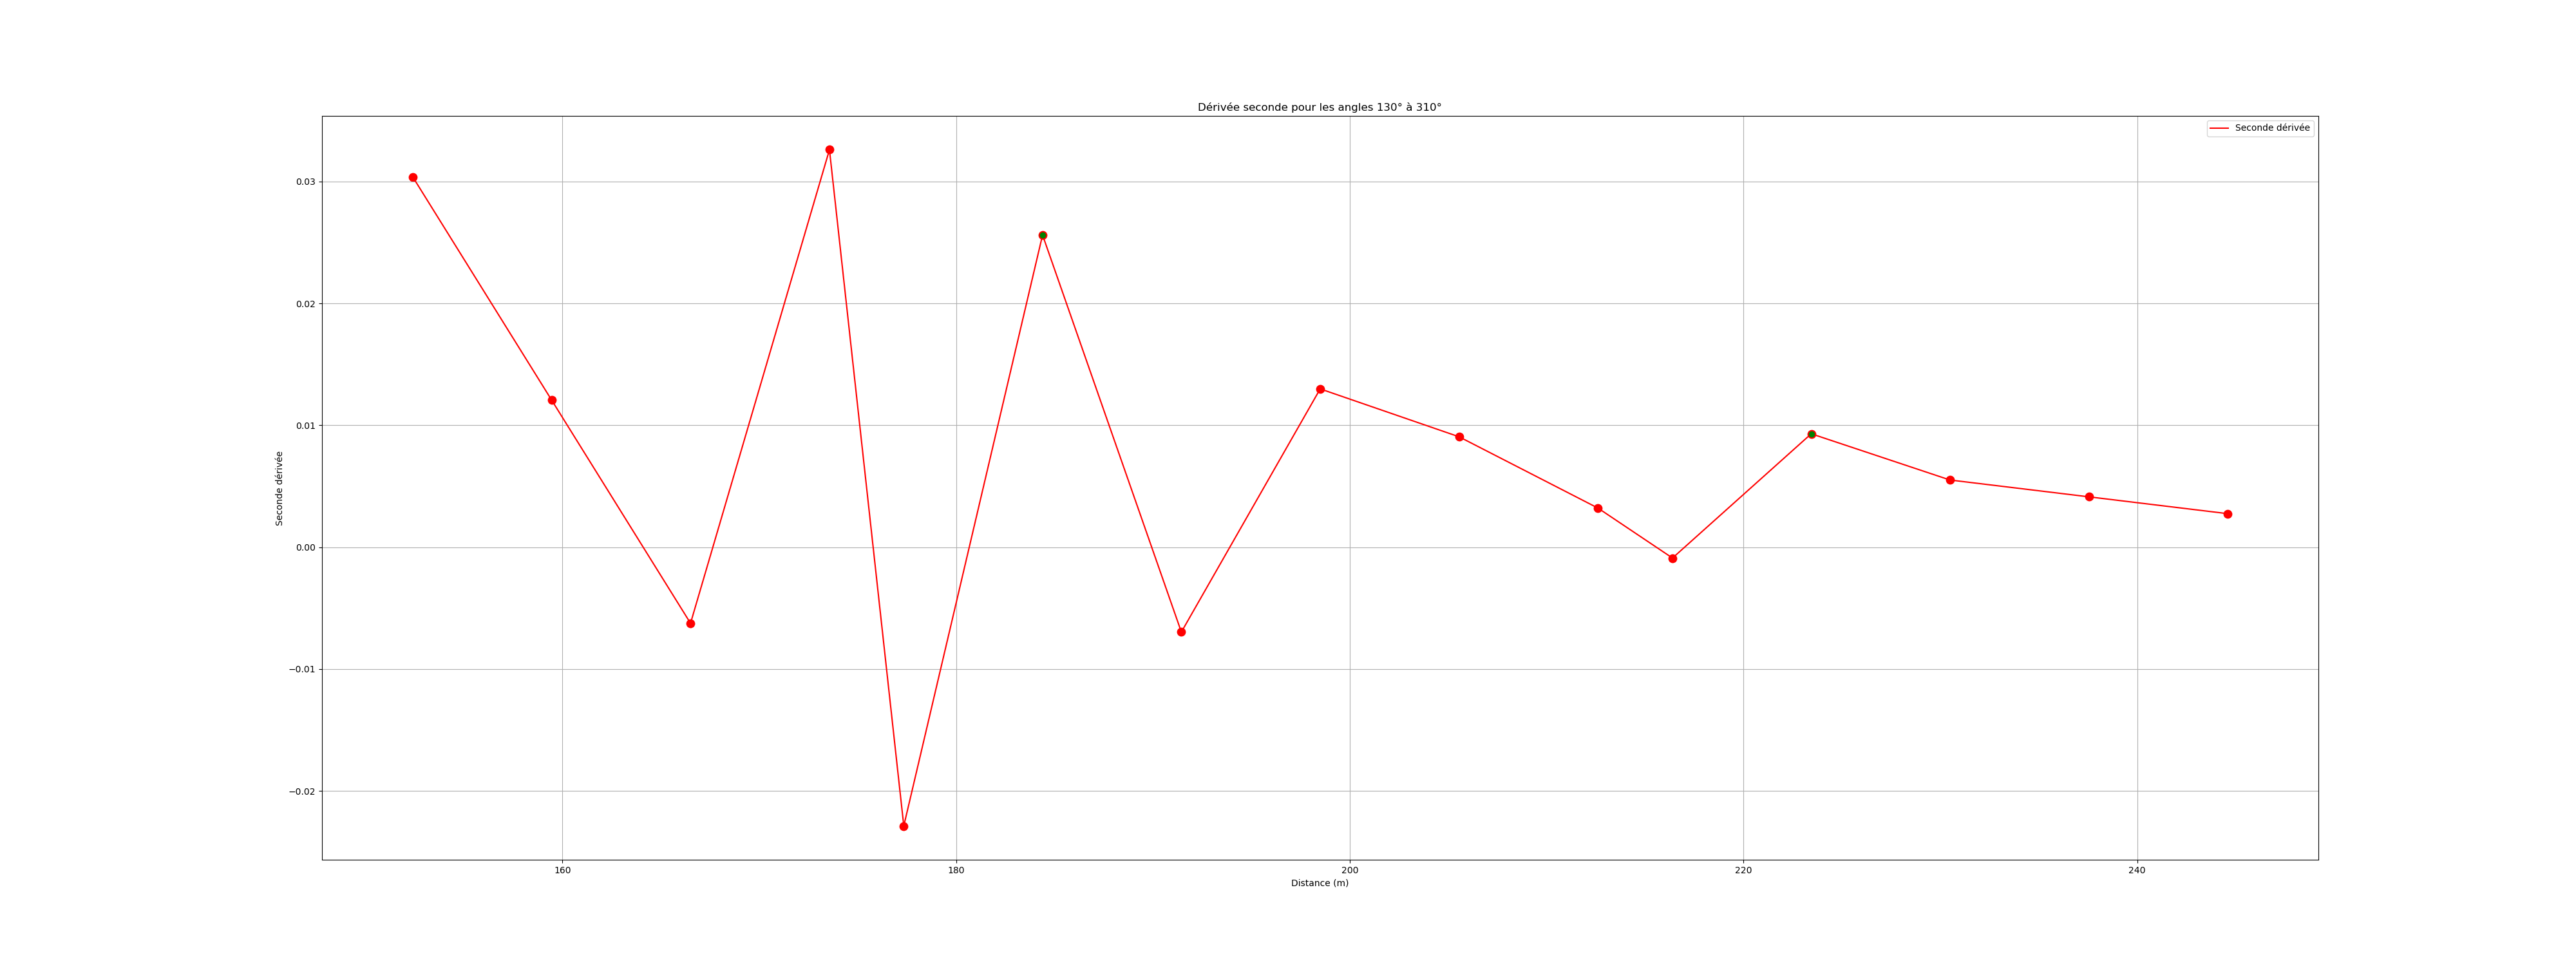 Dérivée seconde pour les angles 130° à 310°
Seconde dérivée
0.03
0.02
0.01
0.00
−0.01
−0.02
Seconde dérivée
160
180
200
220
240
Distance (m)